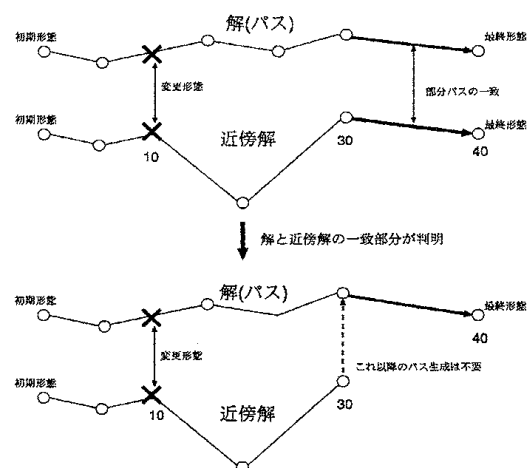 解(パス)
初期形態
最終形態
変更形態
部分パスの一致
初期形態
近傍解
最終形態
10
30
40
解と近傍解の一致部分が判明
解(パス)
初期形態
最終形態
40
変更形態
これ以降のパス生成は不要
初期形態
近傍解
10
30